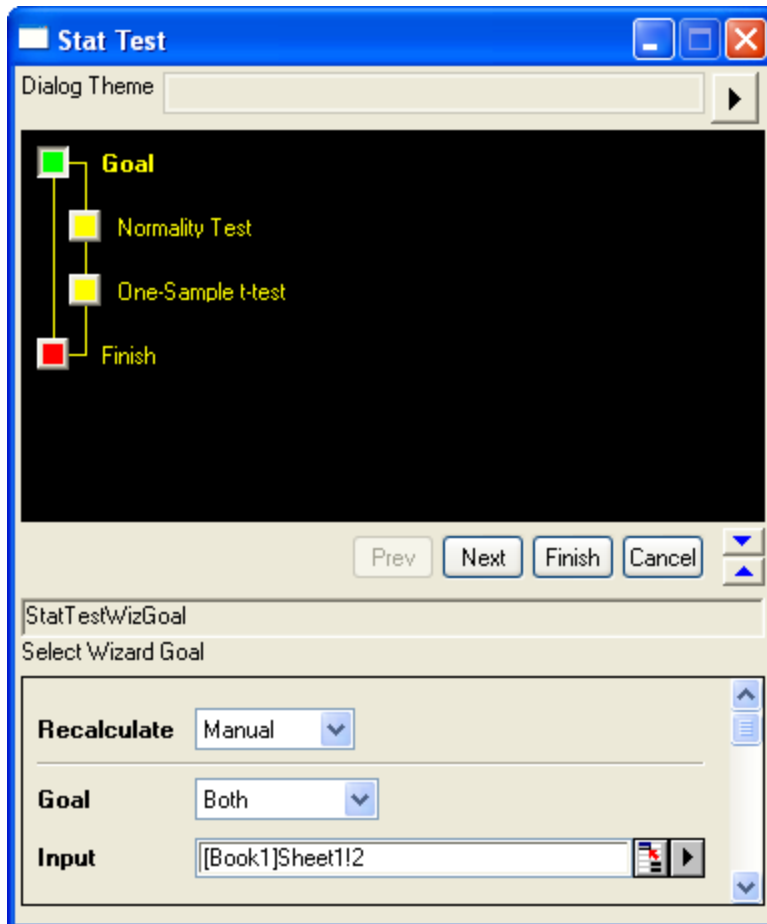 Stat Test
Dialog Theme
Goal
Normality Test
One-Sample t-test
Finish
Prev Next Finish Cancel
StatTestWizGoal
Select Wizard Goal
Recalculate Manual
Goal Both
Input [Book1]Sheet1!2